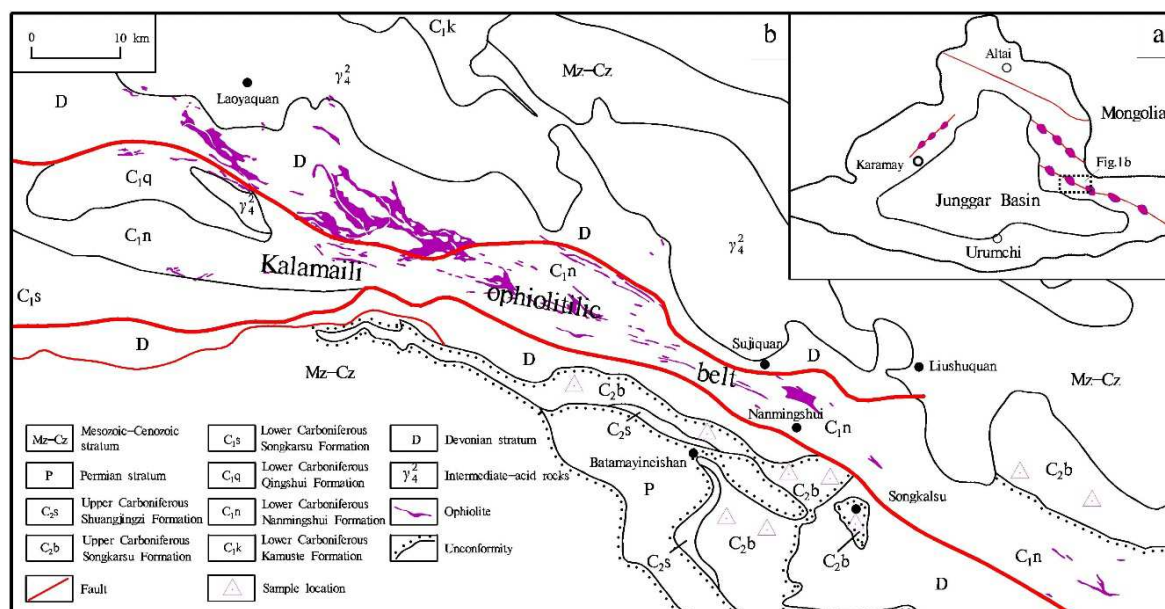 0 10 km
b
C₁k
Mz-Cz
a
Altai
Mongolia
Karamay
Fig.1b
Junggar Basin
Urumchi
D
γ₄²
Laoyaquan
D
C₁q
γ₄²
C₁n
D
γ₄²
Kalamaili
C₁n
ophiolitilic
C₁s
D
D
Sujiquan
D
Liushuquan
Mz-Cz
belt
Mz-Cz
C₂b
Nanmingshui
C₁n
C₂s
Batamayincishan
C₂b
P
Songkalsu
C₂b
C₂b
C₂s
C₂b
C₁n
D
Mz-Cz
Mesozoic-Cenozoic
stratum
C₁s
Lower Carboniferous
Songkarsu Formation
D
Devonian stratum
P
Permian stratum
C₁q
Lower Carboniferous
Qingshui Formation
γ₄²
Intermediate-acid rocks
C₂s
Upper Carboniferous
Shuangjingzi Formation
C₁n
Lower Carboniferous
Nanmingshui Formation
Ophiolite
C₂b
Upper Carboniferous
Songkarsu Formation
C₁k
Lower Carboniferous
Kamuste Formation
Unconformity
Fault
Sample location